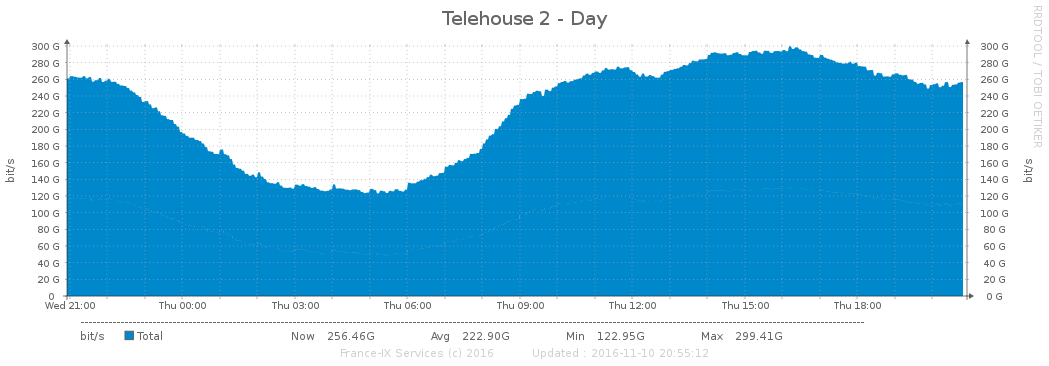 Telehouse 2 - Day
RRDTOOL / TOBI OETIKER
bit/s
300 G 300 G
280 G 280 G
260 G 260 G
240 G 240 G
220 G 220 G
200 G 200 G
180 G 180 G
160 G 160 G
140 G 140 G
120 G 120 G
100 G 100 G
80 G 80 G
60 G 60 G
40 G 40 G
20 G 20 G
0 0 G
bit/s
Wed 21:00 Thu 00:00 Thu 03:00 Thu 06:00 Thu 09:00 Thu 12:00 Thu 15:00 Thu 18:00
bit/s Total Now 256.46G Avg 222.90G Min 122.95G Max 299.41G
France-IX Services (c) 2016 Updated : 2016-11-10 20:55:12